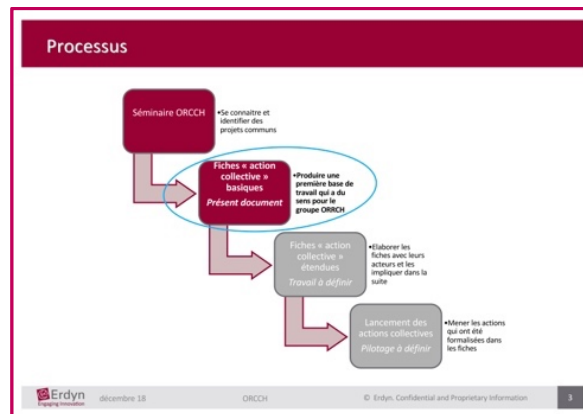 Processus
Séminaire ORCCH
•Se connaitre et
identifier des
projets communs
Fiches « action
collective »
basiques
Présent document
•Produire une
première base de
travail qui a du
sens pour le
groupe ORRCH
Fiches « action
collective »
étendues
Travail à définir
•Elaborer les
fiches avec leurs
acteurs et les
impliquer dans la
suite
Lancement des
actions collectives
Pilotage à définir
•Mener les actions
qui ont été
formalisées dans
les fiches
Erdyn
Engaging Innovation
décembre 18
ORCCH
© Erdyn. Confidential and Proprietary Information
3